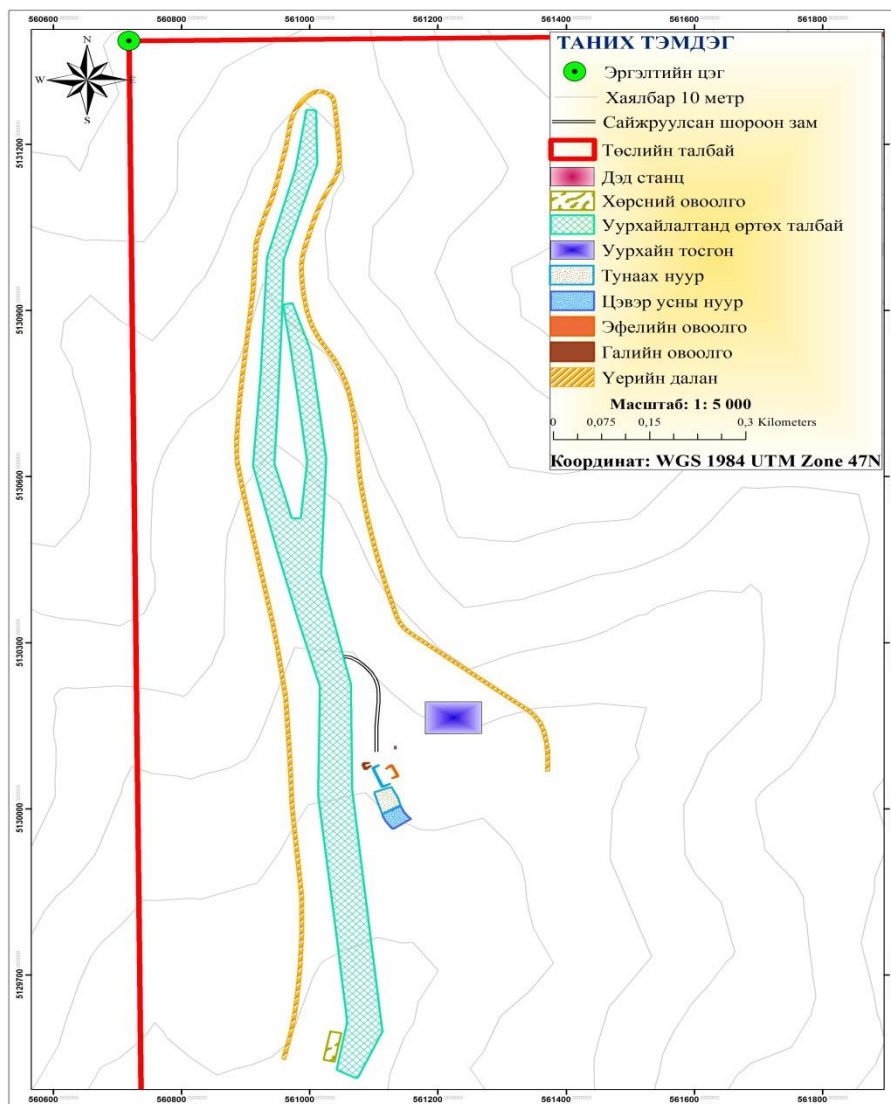 560600 560800 561000 561200 561400 561600 561800
N
W E
S
ТАНИХ ТЭМДЭГ
Эргэлтийн цэг
Хаялбар 10 метр
Сайжруулсан шороон зам
Төслийн талбай
Дэд станц
Хөрсний овоолго
Уурхайлалтанд өртөх талбай
Уурхайн тосгон
Тунаах нуур
Цэвэр усны нуур
Эфелийн овоолго
Галийн овоолго
Үерийн далан
Масштаб: 1: 5 000
0 0,075 0,15 0,3 Kilometers
Координат: WGS 1984 UTM Zone 47N
5131200
5130900
5130600
5130300
5130000
5129700
560600 560800 561000 561200 561400 561600 561800